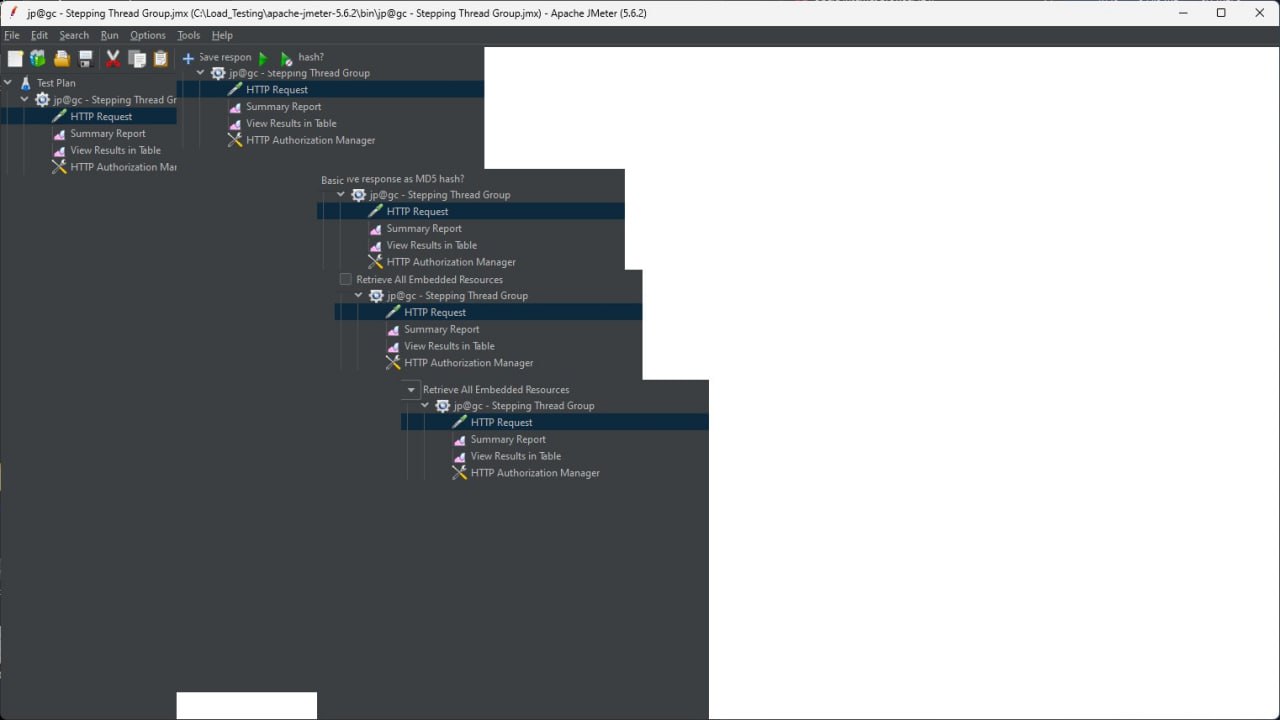 jp@gc - Stepping Thread Group.jmx (C:\Load_Testing\apache-jmeter-5.6.2\bin\jp@gc - Stepping Thread Group.jmx) - Apache JMeter (5.6.2)
File Edit Search Run Options Tools Help
Save respon hash?
jp@gc - Stepping Thread Group
HTTP Request
Summary Report
View Results in Table
HTTP Authorization Manager
Test Plan
jp@gc - Stepping Thread Gr
HTTP Request
Summary Report
View Results in Table
HTTP Authorization Mar
Basic ve response as MD5 hash?
jp@gc - Stepping Thread Group
HTTP Request
Summary Report
View Results in Table
HTTP Authorization Manager
Retrieve All Embedded Resources
jp@gc - Stepping Thread Group
HTTP Request
Summary Report
View Results in Table
HTTP Authorization Manager
Retrieve All Embedded Resources
jp@gc - Stepping Thread Group
HTTP Request
Summary Report
View Results in Table
HTTP Authorization Manager